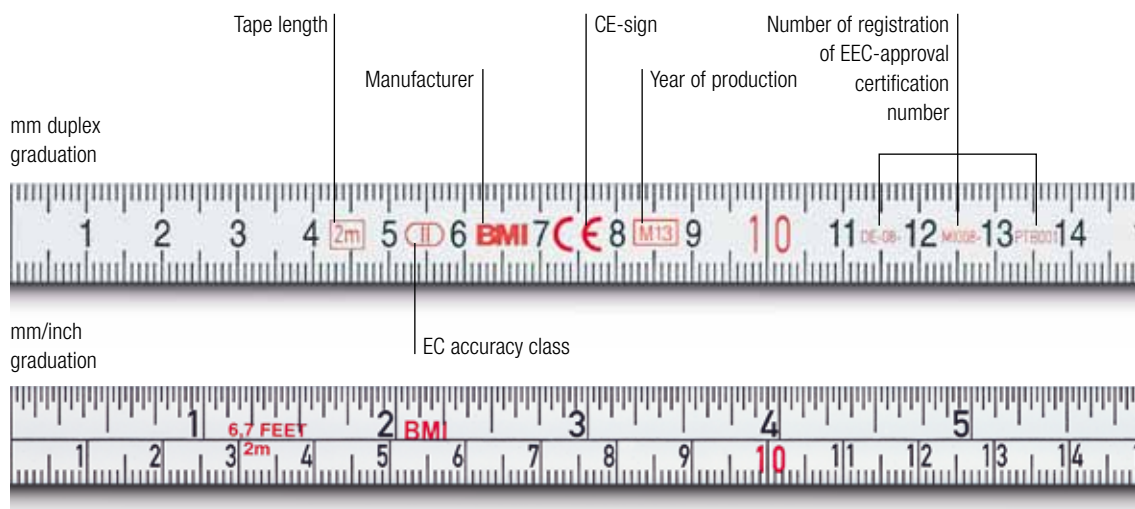 Tape length
CE-sign
Number of registration
of EEC-approval
certification
number
Manufacturer
Year of production
mm duplex
graduation
1 2 3 4 2m 5 II 6 BMI 7 CE 8 M13 9 10 11 DE-08- 12 MI008- 13 PTB001 14
mm/inch
graduation
EC accuracy class
1 6,7 FEET 2 BMI 3 4 5
1 2 3 2m 4 5 6 7 8 9 10 11 12 13 14